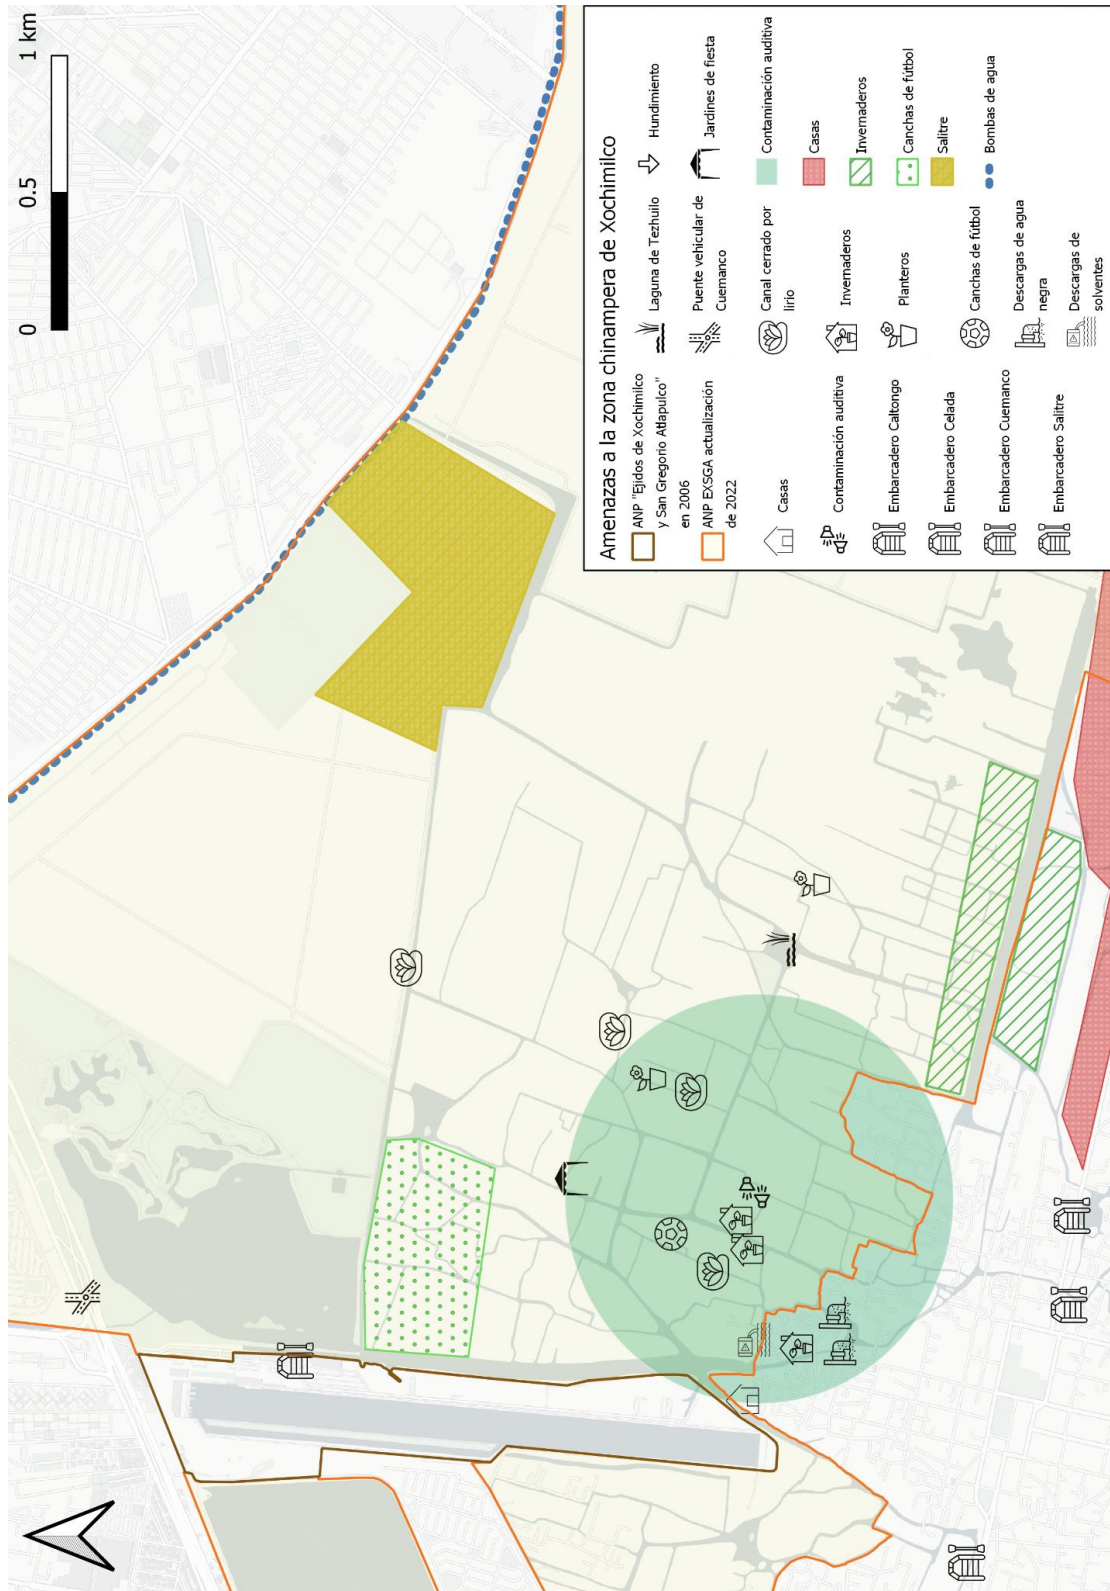 0
0.5
1 km
Amenazas a la zona chinampera de Xochimilco
ANP "Ejidos de Xochimilco
y San Gregorio Atlapulco"
en 2006
ANP EXSGA actualización
de 2022
Casas
Contaminación auditiva
Embarcadero Caltongo
Embarcadero Celada
Embarcadero Cuemanco
Embarcadero Salitre
Laguna de Tezhuilo
Puente vehicular de
Cuemanco
Canal cerrado por
lirio
Invernaderos
Planteros
Canchas de fútbol
Descargas de agua
negra
Descargas de
solventes
Hundimiento
Jardines de fiesta
Contaminación auditiva
Casas
Invernaderos
Canchas de fútbol
Salitre
Bombas de agua